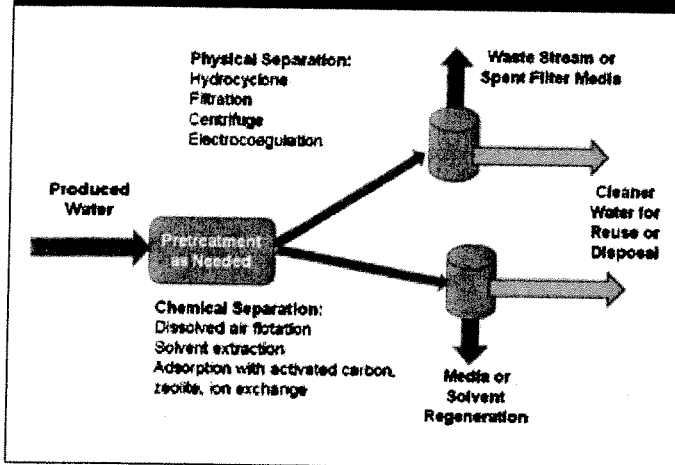 Physical Separation:
Hydrocyclone
Filtration
Centrifuge
Electrocoagulation
Waste Stream or
Spent Filter Media
Produced
Water
Pretreatment
as Needed
Cleaner
Water for
Reuse or
Disposal
Chemical Separation:
Dissolved air flotation
Solvent extraction
Adsorption with activated carbon,
zeolite, ion exchange
Media or
Solvent
Regeneration